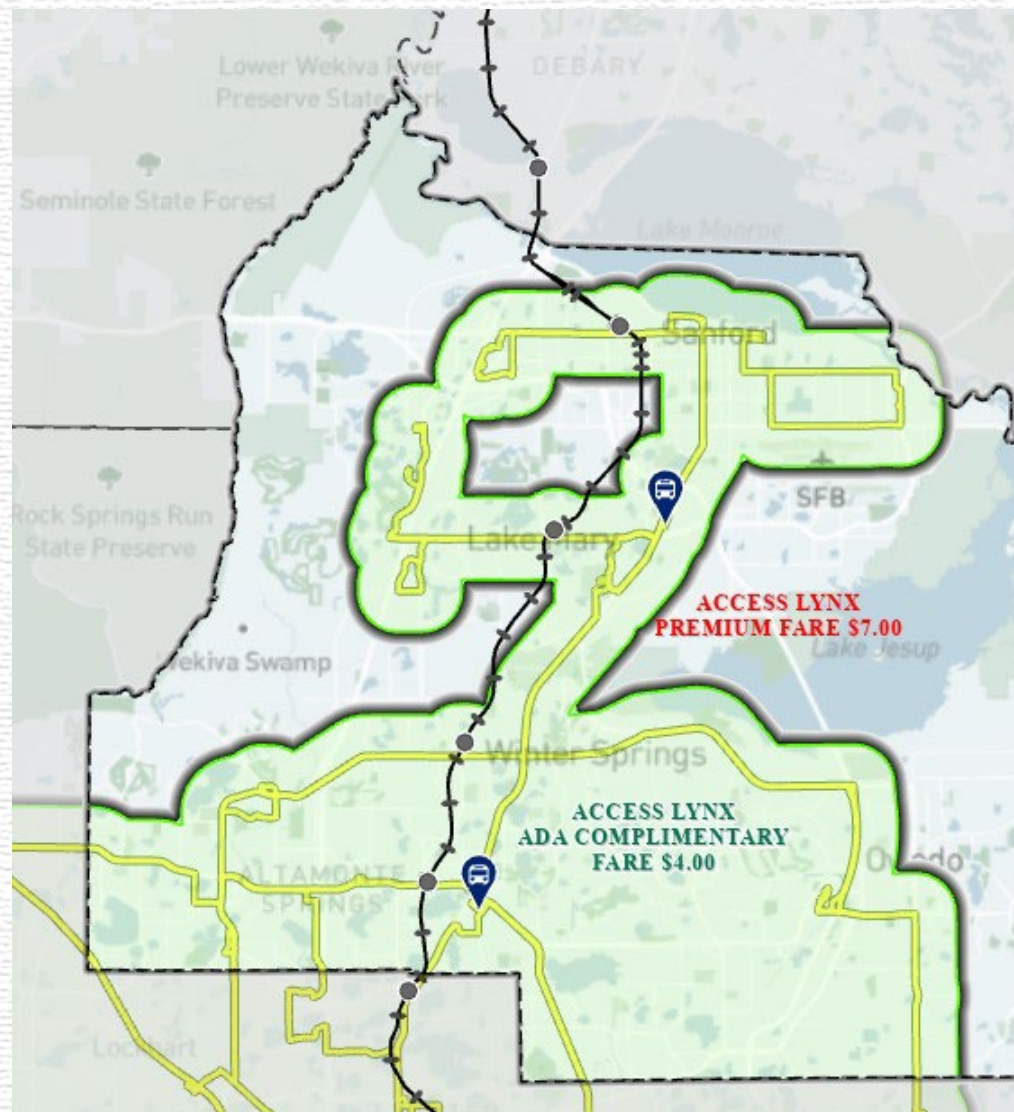 Lower Wekiva River
Preserve State Park
DEBARY
Seminole State Forest
Lake Monroe
Sanford
SFB
Rock Springs Run
State Preserve
Lake Mary
ACCESS LYNX
PREMIUM FARE $7.00
Lake Jesup
Wekiva Swamp
Winter Springs
ACCESS LYNX
ADA COMPLIMENTARY
FARE $4.00
Oviedo
ALTAMONTE
SPRINGS
Lockhart